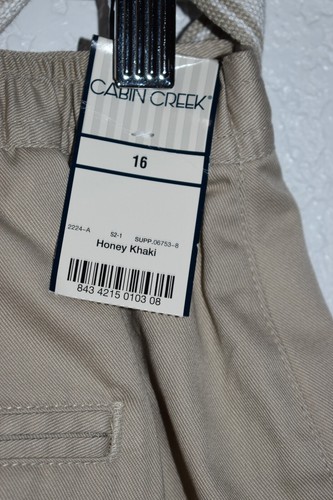 CABIN CREEK®
16
2224-A S2-1 SUPP.06753-8
Honey Khaki
843 4215 0103 08